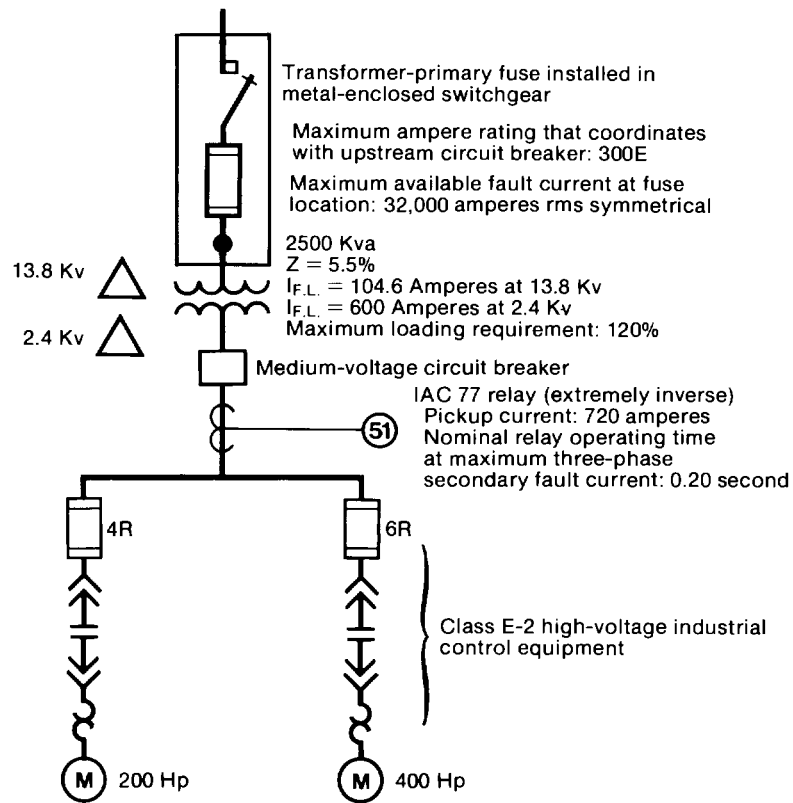 Transformer-primary fuse installed in
metal-enclosed switchgear
Maximum ampere rating that coordinates
with upstream circuit breaker: 300E
Maximum available fault current at fuse
location: 32,000 amperes rms symmetrical
13.8 Kv
2500 Kva
Z = 5.5%
IF.L. = 104.6 Amperes at 13.8 Kv
IF.L. = 600 Amperes at 2.4 Kv
Maximum loading requirement: 120%
2.4 Kv
Medium-voltage circuit breaker
IAC 77 relay (extremely inverse)
Pickup current: 720 amperes
Nominal relay operating time
at maximum three-phase
secondary fault current: 0.20 second
51
4R
6R
Class E-2 high-voltage industrial
control equipment
M
200 Hp
M
400 Hp